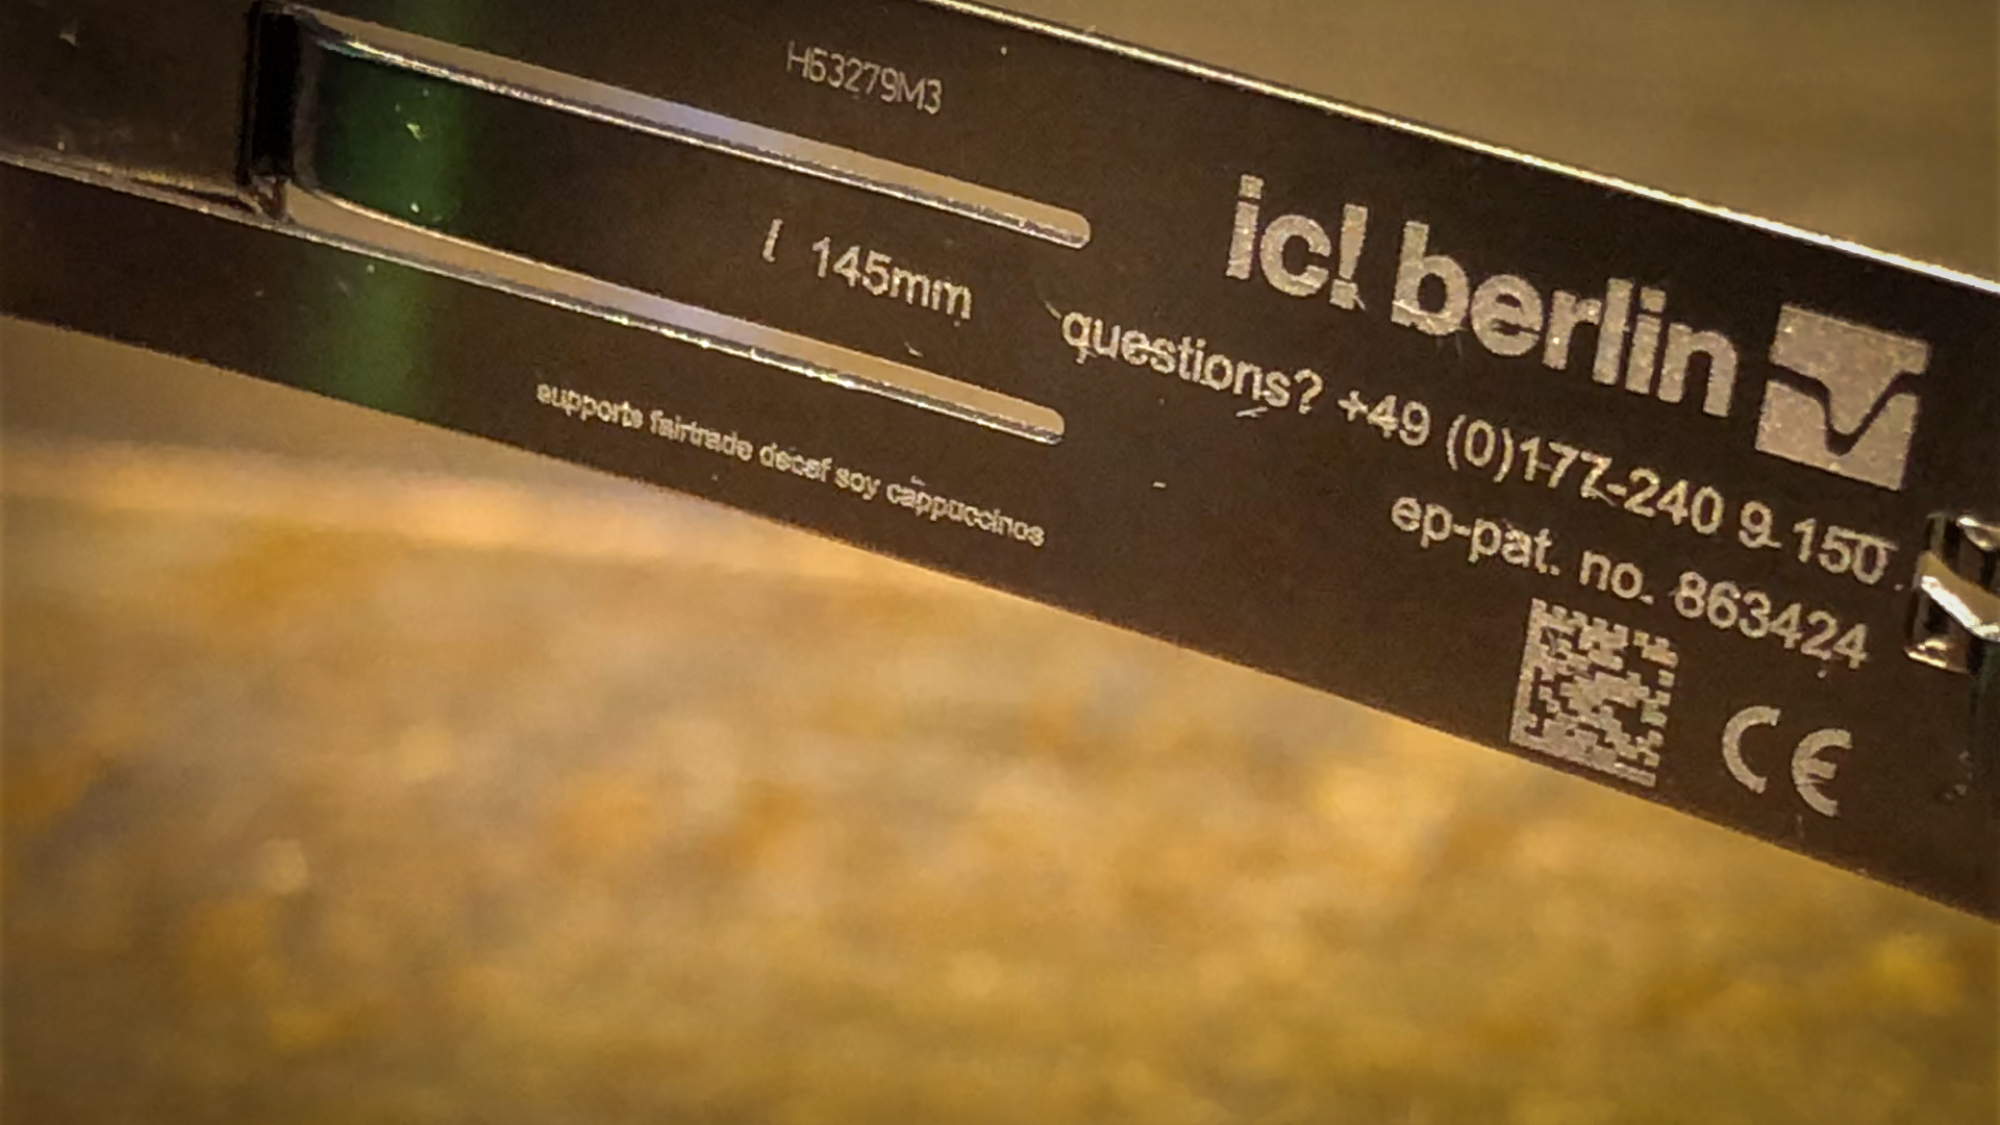 H53279M3
l 145mm
supports fairtrade decaf soy cappuccinos
ic! berlin
questions? +49 (0)177-240 9 150
ep-pat. no. 863424
CE